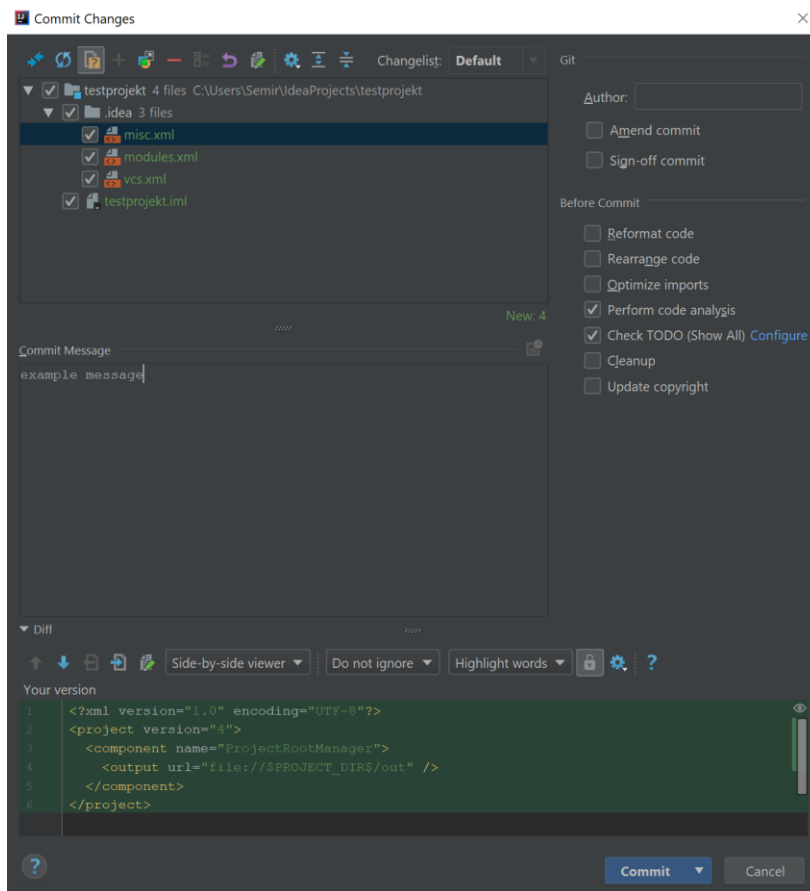 Commit Changes
Changelist: Default
testprojekt 4 files C:\Users\Semir\IdeaProjects\testprojekt
.idea 3 files
misc.xml
modules.xml
vcs.xml
testprojekt.iml
New: 4
Git
Author:
Amend commit
Sign-off commit
Before Commit
Reformat code
Rearrange code
Optimize imports
Perform code analysis
Check TODO (Show All) Configure
Cleanup
Update copyright
Commit Message
example message
Diff
Side-by-side viewer Do not ignore Highlight words ?
Your version
1 <?xml version="1.0" encoding="UTF-8"?>
2 <project version="4">
3 <component name="ProjectRootManager">
4 <output url="file://$PROJECT_DIR$/out" />
5 </component>
6 </project>
? Commit Cancel